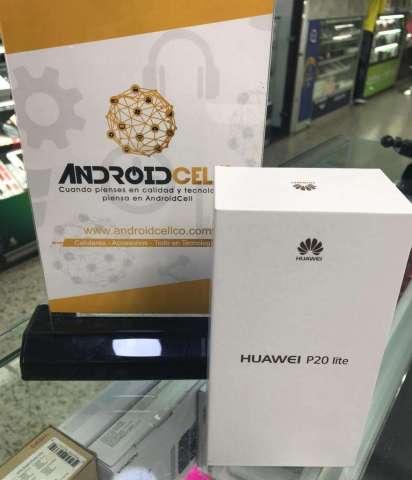 ANDROIDCELL
Cuando pienses en calidad y tecnolo
piensa en AndroidCell
www.androidcellco.com
Celulares - Accesorios - Todo en Tecnolog
HUAWEI
HUAWEI
HUAWEI P20 lite